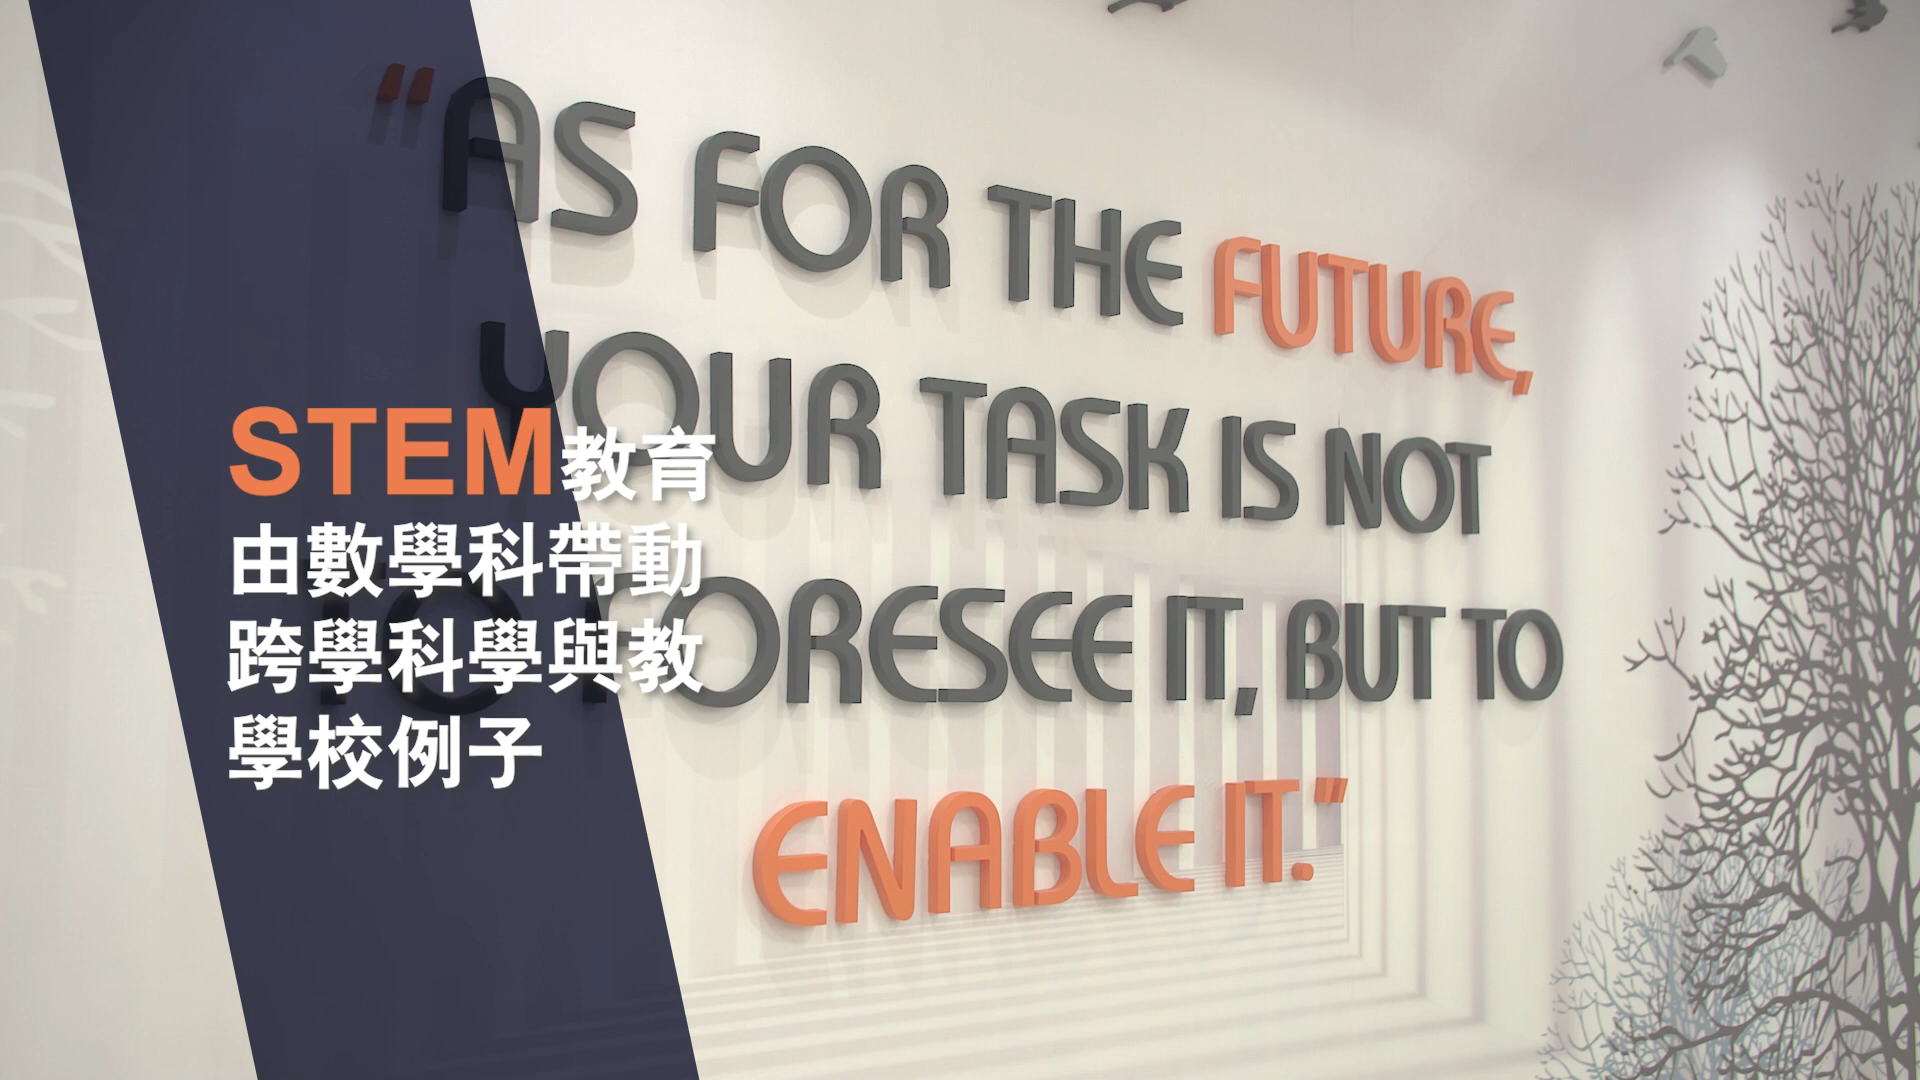 “AS FOR THE FUTURE,
YOUR TASK IS NOT
TO FORESEE IT, BUT TO
ENABLE IT.”
STEM教育
由數學科帶動
跨學科學與教
學校例子